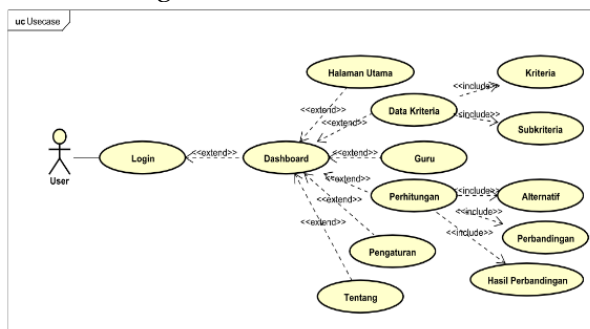 uc Usecase
Halaman Utama
Kriteria
<<include>>
<<extend>>
Data Kriteria
<<extend>>
<<include>>
Subkriteria
User
Login
<<extend>>
Dashboard
<<extend>>
Guru
<<extend>>
Perhitungan
<<include>>
Alternatif
<<include>>
<<extend>>
<<extend>>
<<include>>
Perbandingan
Pengaturan
Hasil Perbandingan
Tentang